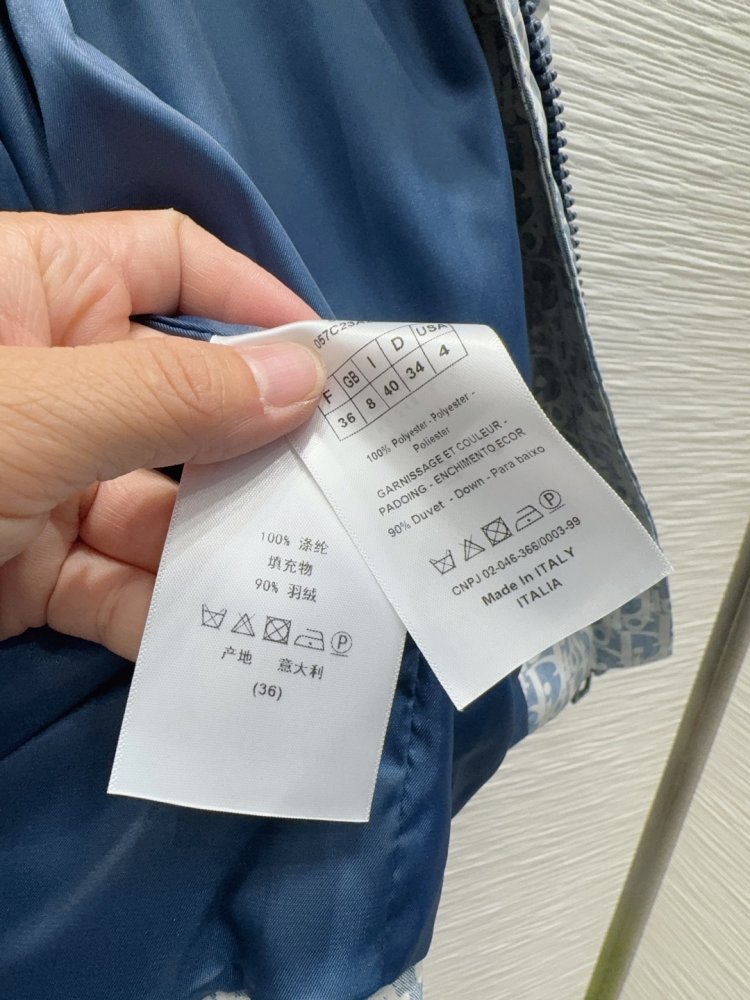 F GB I D USA
36 8 40 34 4
100% Polyester - Polyester -
Poliester
GARNISSAGE ET COULEUR -
PADDING - ENCHIMENTO ECOR
90% Duvet - Down - Para baixo
CNPJ 02-046-366/0003-99
Made in ITALY
ITALIA
100% 涤纶
填充物
90% 羽绒
P
产地 意大利
(36)